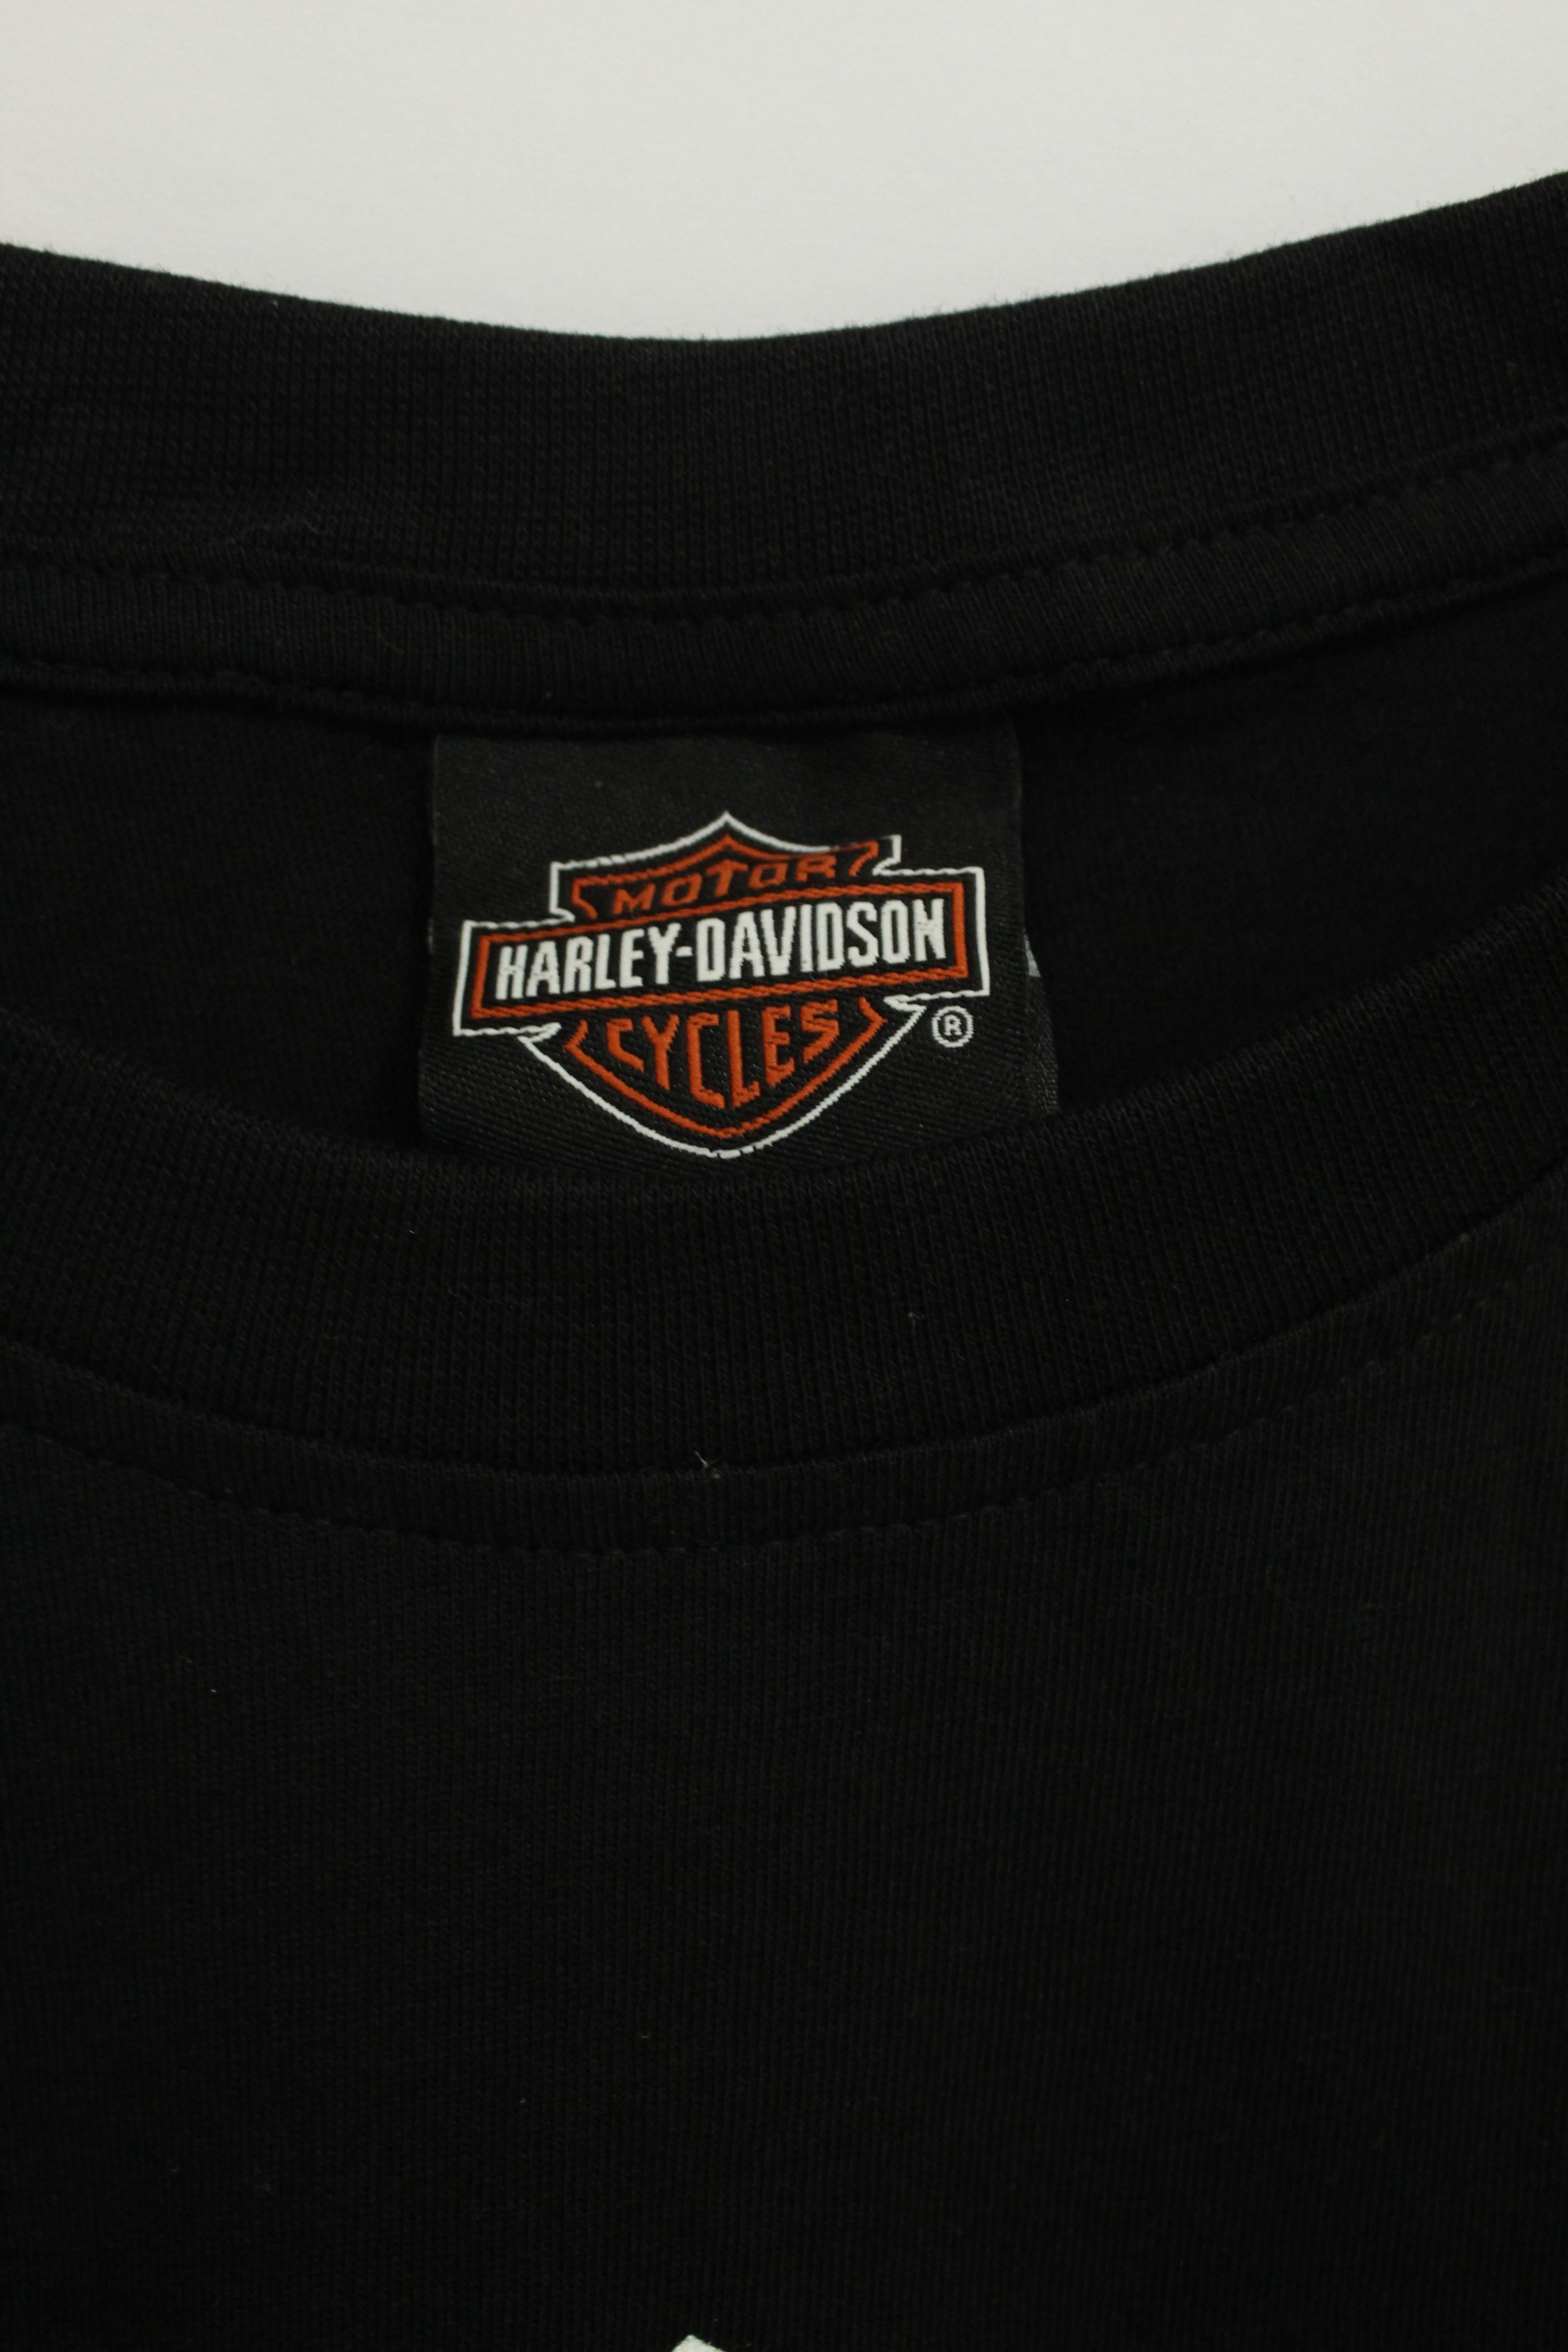 MOTOR
HARLEY-DAVIDSON
CYCLES
®